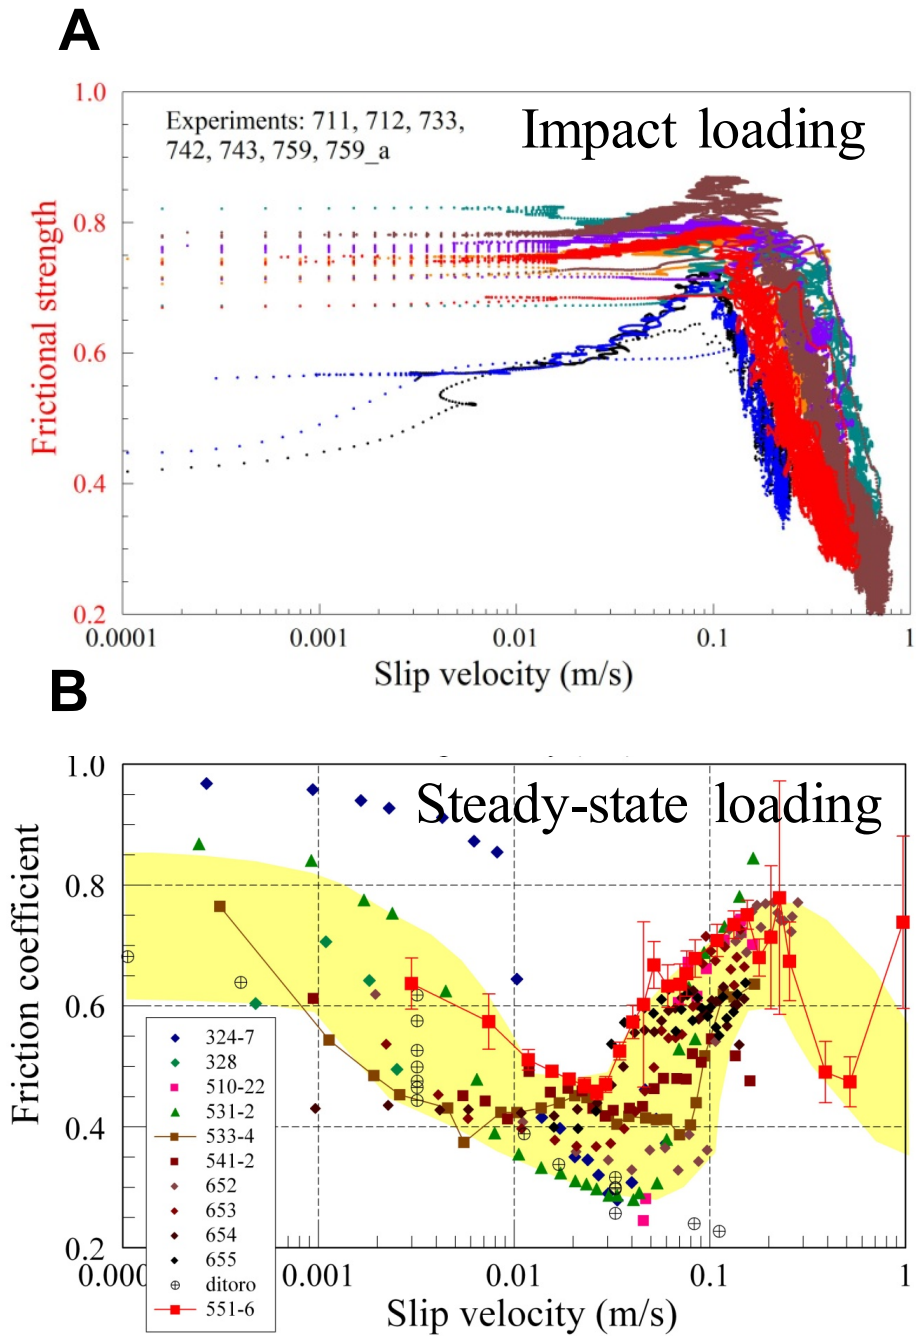 A
1.0
Experiments: 711, 712, 733,
742, 743, 759, 759_a
Impact loading
0.8
Frictional strength
0.6
0.4
0.2
0.0001 0.001 0.01 0.1 1
Slip velocity (m/s)
B
1.0
Steady-state loading
0.8
Friction coefficient
0.6
0.4
0.2
324-7
328
510-22
531-2
533-4
541-2
652
653
654
655
ditoro
551-6
0.000 0.001 0.01 0.1 1
Slip velocity (m/s)